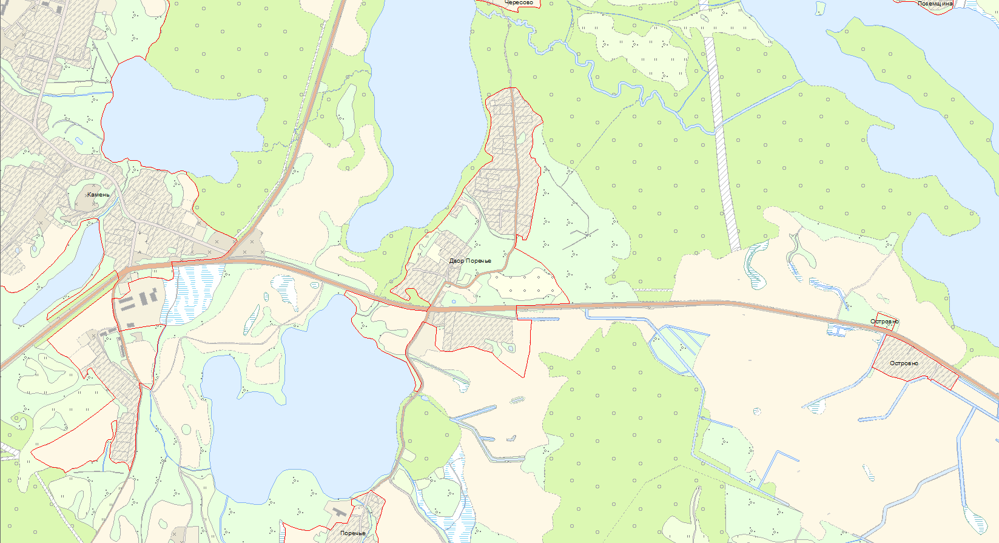 Чересово
Поземщина
Камень
Двор Поречье
Островно
Островно
Поречье